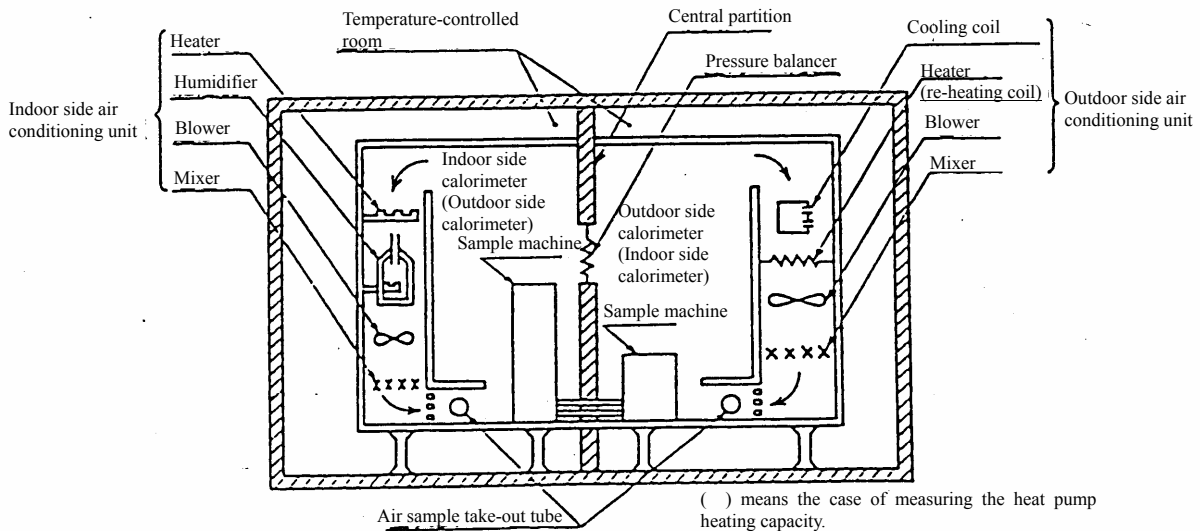 Temperature-controlled
room
Central partition
Pressure balancer
Cooling coil
Heater
(re-heating coil)
Blower
Mixer
Outdoor side air
conditioning unit
Heater
Humidifier
Blower
Mixer
Indoor side air
conditioning unit
Indoor side
calorimeter
(Outdoor side
calorimeter)
Sample machine
Outdoor side
calorimeter
(Indoor side
calorimeter)
Sample machine
Air sample take-out tube
( ) means the case of measuring the heat pump
heating capacity.